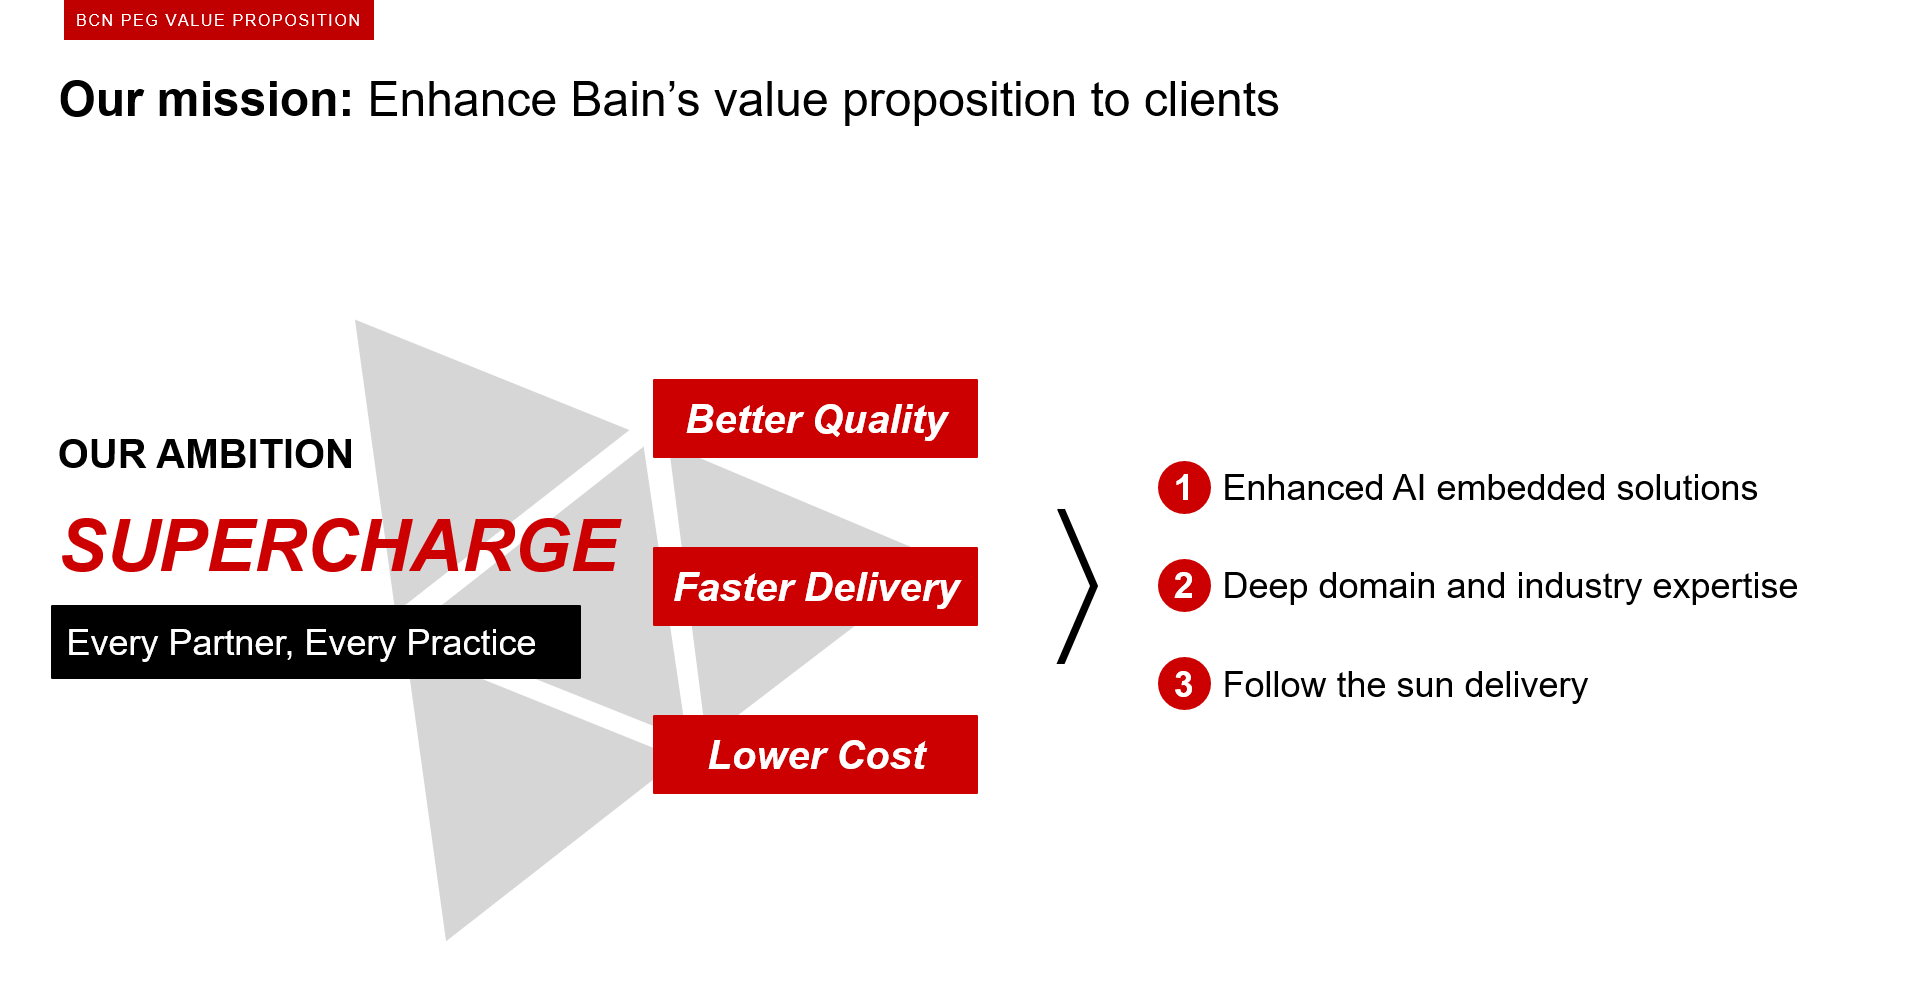 BCN PEG VALUE PROPOSITION
Our mission: Enhance Bain’s value proposition to clients
OUR AMBITION
SUPERCHARGE
Every Partner, Every Practice
Better Quality
Faster Delivery
Lower Cost
1 Enhanced AI embedded solutions
2 Deep domain and industry expertise
3 Follow the sun delivery